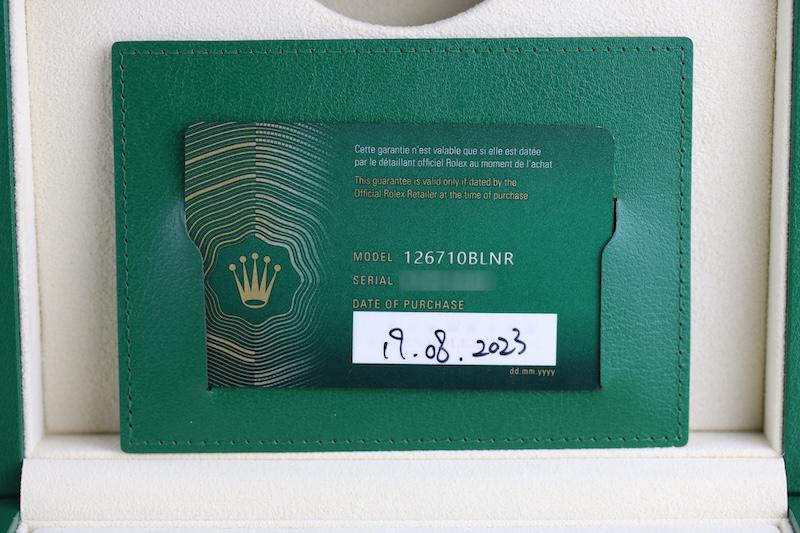 Cette garantie n'est valable que si elle est datée
par le détaillant officiel Rolex au moment de l'achat
This guarantee is valid only if dated by the
Official Rolex Retailer at the time of purchase
MODEL 126710BLNR
SERIAL
DATE OF PURCHASE
19.08.2023
dd.mm.yyyy